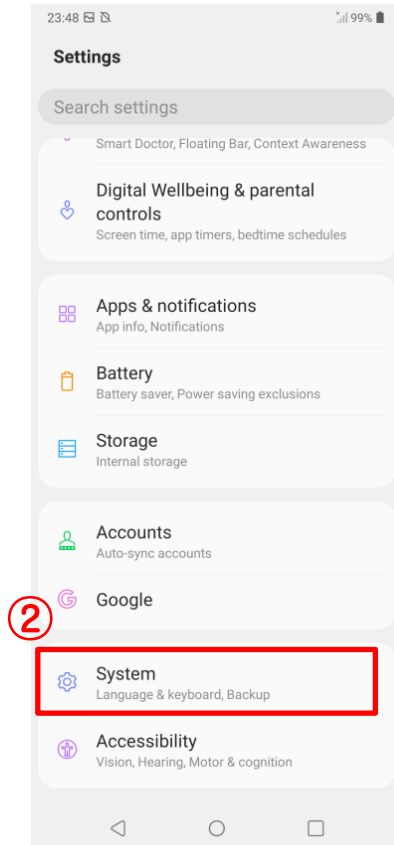 23:48 99%
Settings
Search settings
Smart Doctor, Floating Bar, Context Awareness
Digital Wellbeing & parental
controls
Screen time, app timers, bedtime schedules
Apps & notifications
App info, Notifications
Battery
Battery saver, Power saving exclusions
Storage
Internal storage
Accounts
Auto-sync accounts
Google
②
System
Language & keyboard, Backup
Accessibility
Vision, Hearing, Motor & cognition